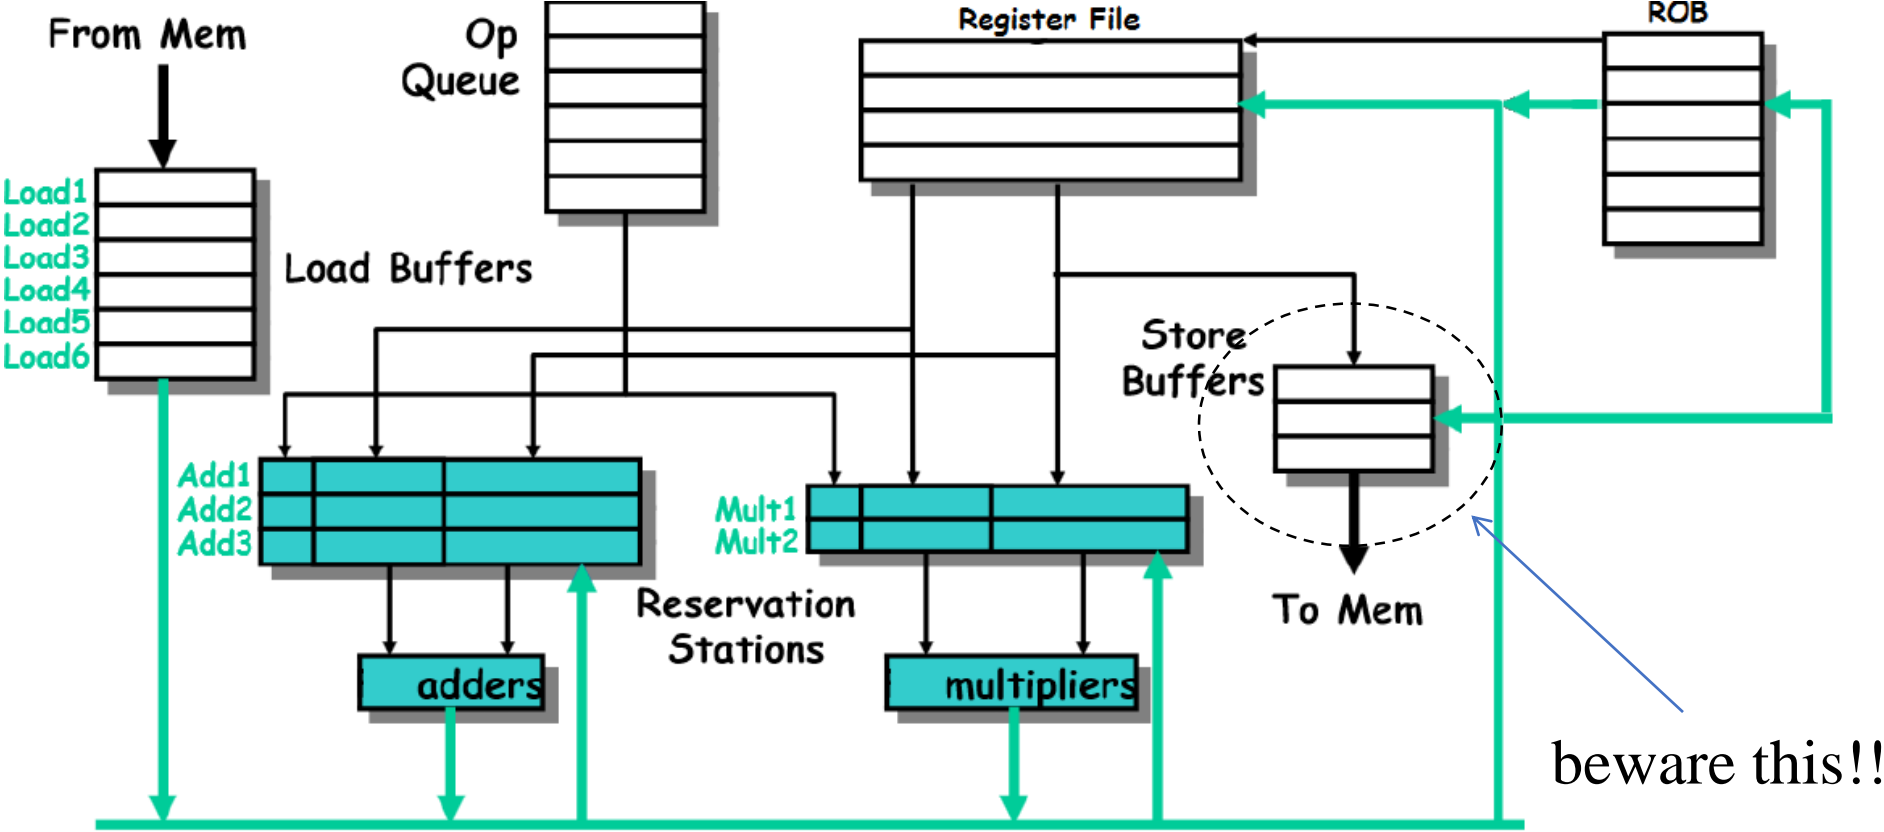 From Mem
Op
Queue
Register File
ROB
Load1
Load2
Load3
Load4
Load5
Load6
Load Buffers
Store
Buffers
Add1
Add2
Add3
Mult1
Mult2
Reservation
Stations
To Mem
adders
multipliers
beware this!!